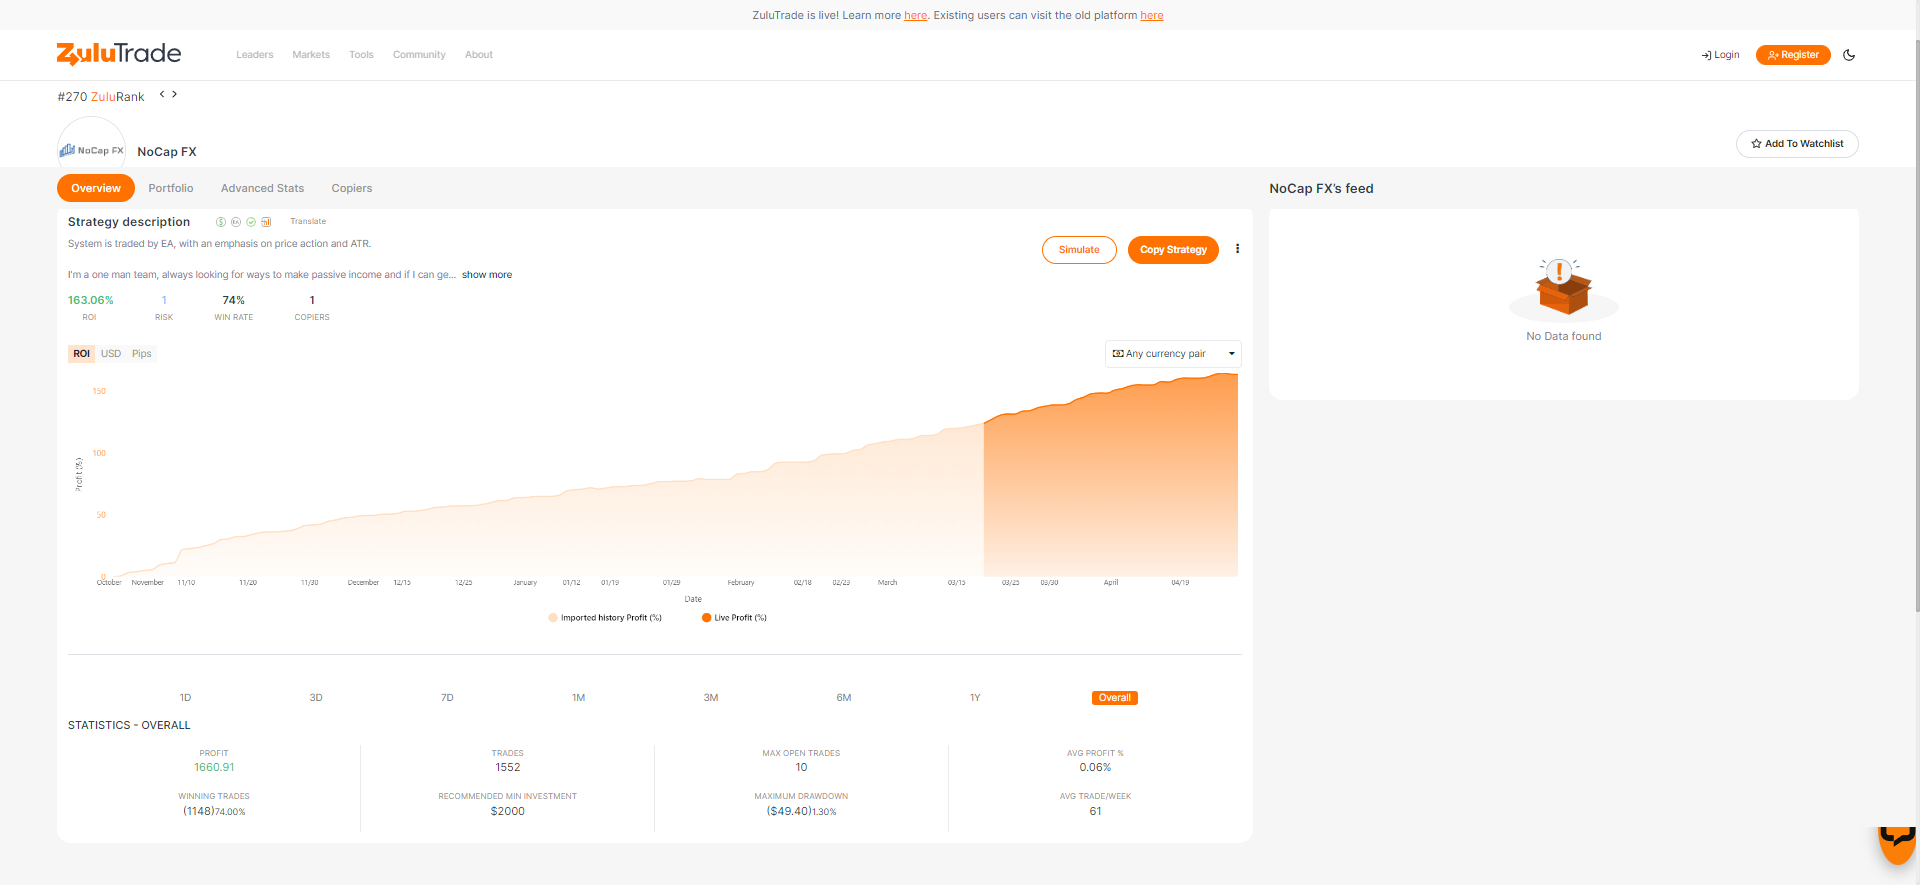 ZuluTrade is live! Learn more here. Existing users can visit the old platform here
ZuluTrade
Leaders
Markets
Tools
Community
About
Login
Register
#270 ZuluRank
NoCap FX
NoCap FX
Add To Watchlist
Overview
Portfolio
Advanced Stats
Copiers
NoCap FX's feed
Strategy description
EA
Translate
System is traded by EA, with an emphasis on price action and ATR.
Simulate
Copy Strategy
I'm a one man team, always looking for ways to make passive income and if I can ge... show more
163.06%
1
74%
1
ROI
RISK
WIN RATE
COPIERS
No Data found
ROI
USD
Pips
Any currency pair
150
100
50
0
Profit (%)
October
November
11/10
11/20
11/30
December
12/15
12/25
January
01/12
01/19
01/29
February
02/18
02/23
March
03/15
03/25
03/30
April
04/19
Date
Imported history Profit (%)
Live Profit (%)
1D
3D
7D
1M
3M
6M
1Y
Overall
STATISTICS - OVERALL
PROFIT
1660.91
TRADES
1552
MAX OPEN TRADES
10
AVG PROFIT %
0.06%
WINNING TRADES
(1148)74.00%
RECOMMENDED MIN INVESTMENT
$2000
MAXIMUM DRAWDOWN
($49.40)1.30%
AVG TRADE/WEEK
61